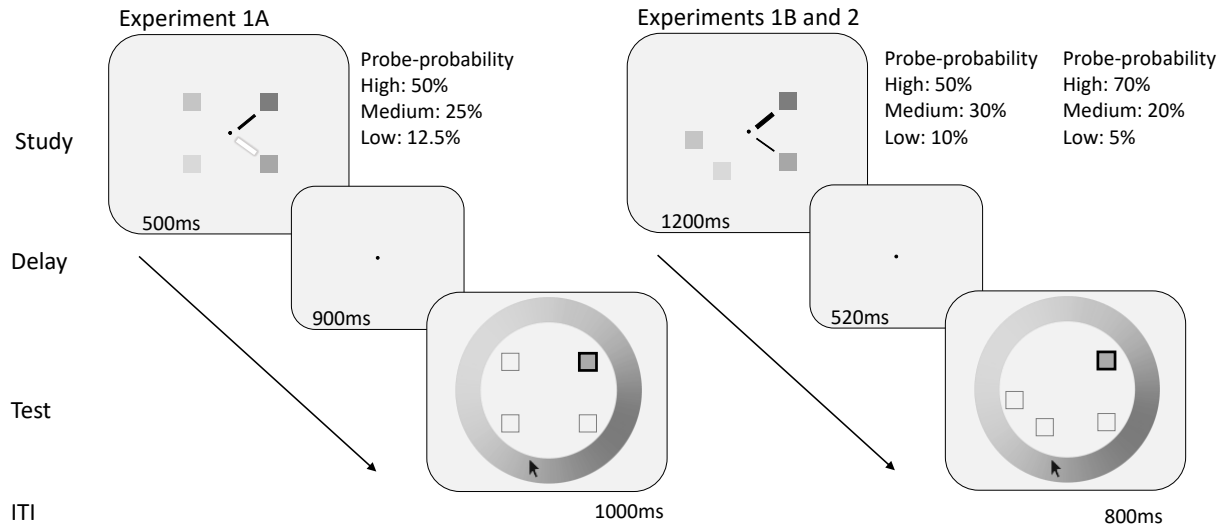 Experiment 1A
Experiments 1B and 2
Probe-probability
High: 50%
Medium: 25%
Low: 12.5%
Probe-probability
High: 50%
Medium: 30%
Low: 10%
Probe-probability
High: 70%
Medium: 20%
Low: 5%
Study
500ms
1200ms
Delay
900ms
520ms
Test
ITI
1000ms
800ms